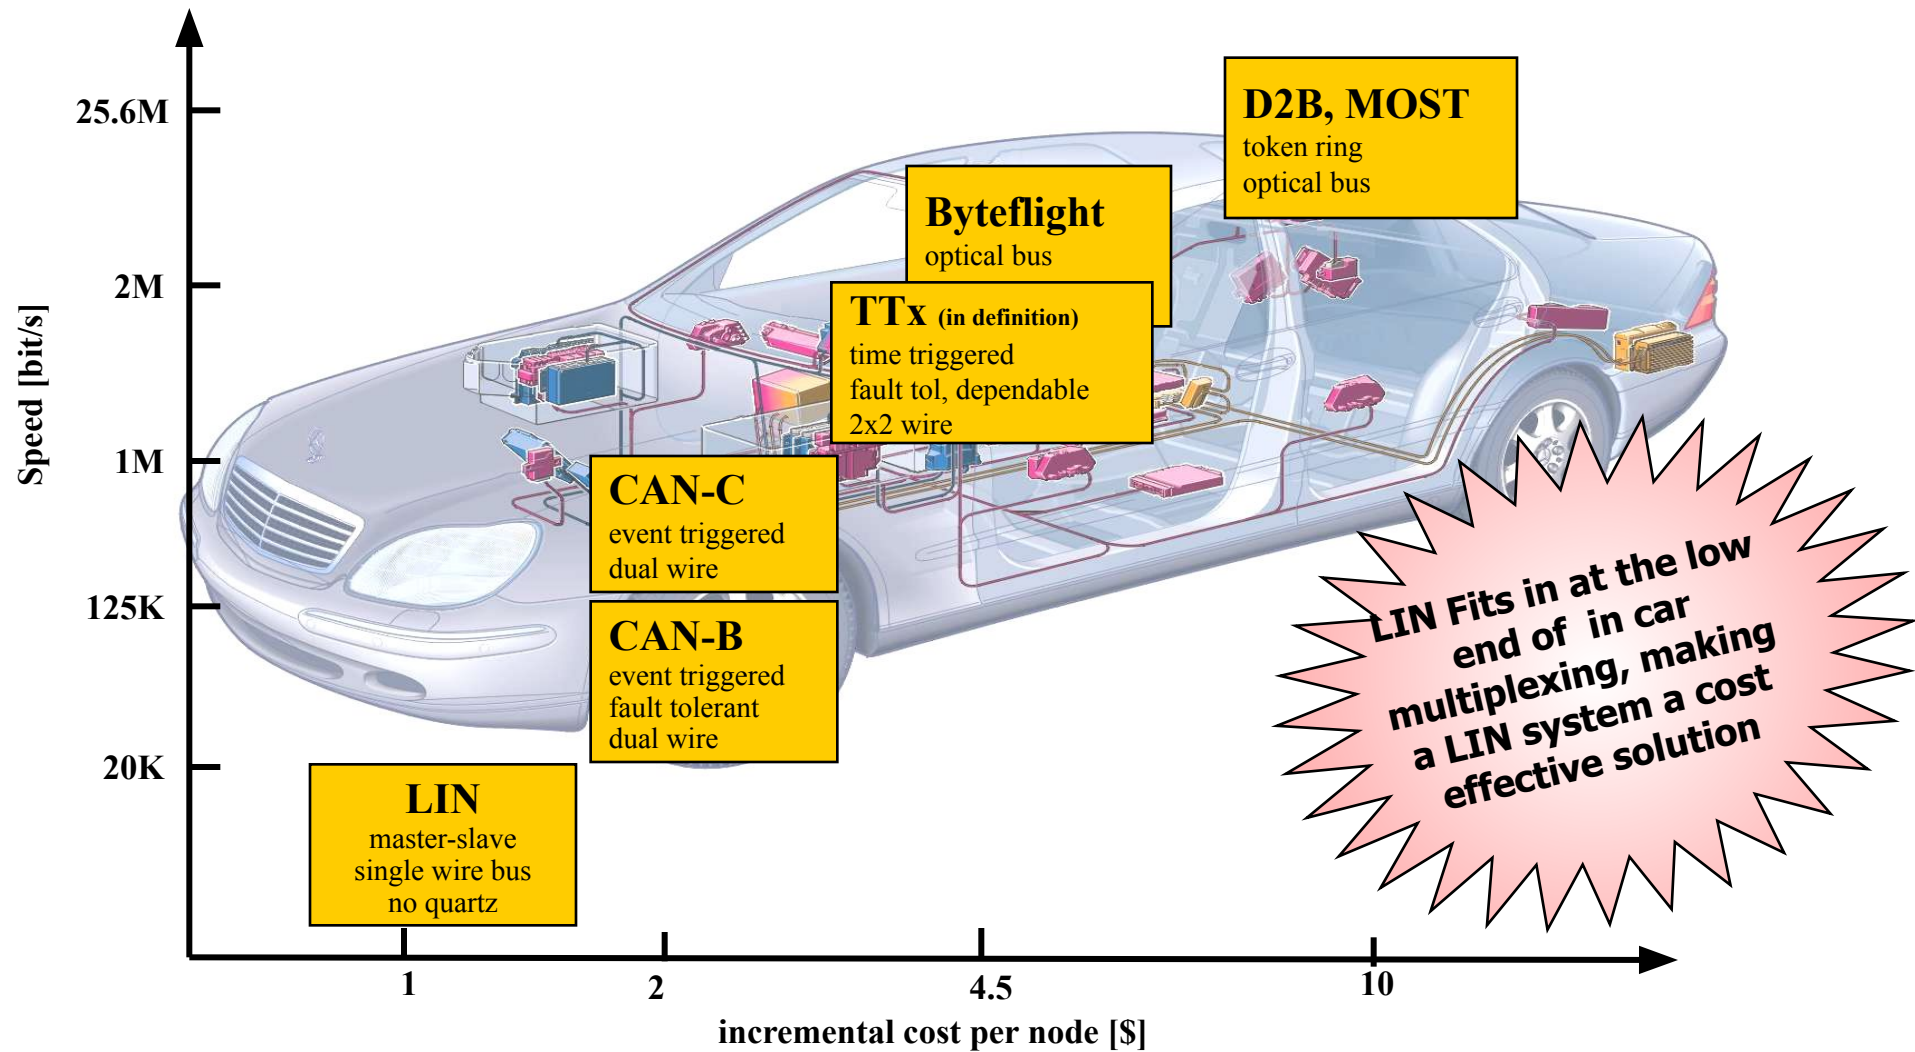 25.6M
2M
1M
125K
20K
Speed [bit/s]
D2B, MOST
token ring
optical bus
Byteflight
optical bus
TTx (in definition)
time triggered
fault tol, dependable
2x2 wire
CAN-C
event triggered
dual wire
CAN-B
event triggered
fault tolerant
dual wire
LIN
master-slave
single wire bus
no quartz
LIN Fits in at the low
end of in car
multiplexing, making
a LIN system a cost
effective solution
1
2
4.5
10
incremental cost per node [$]